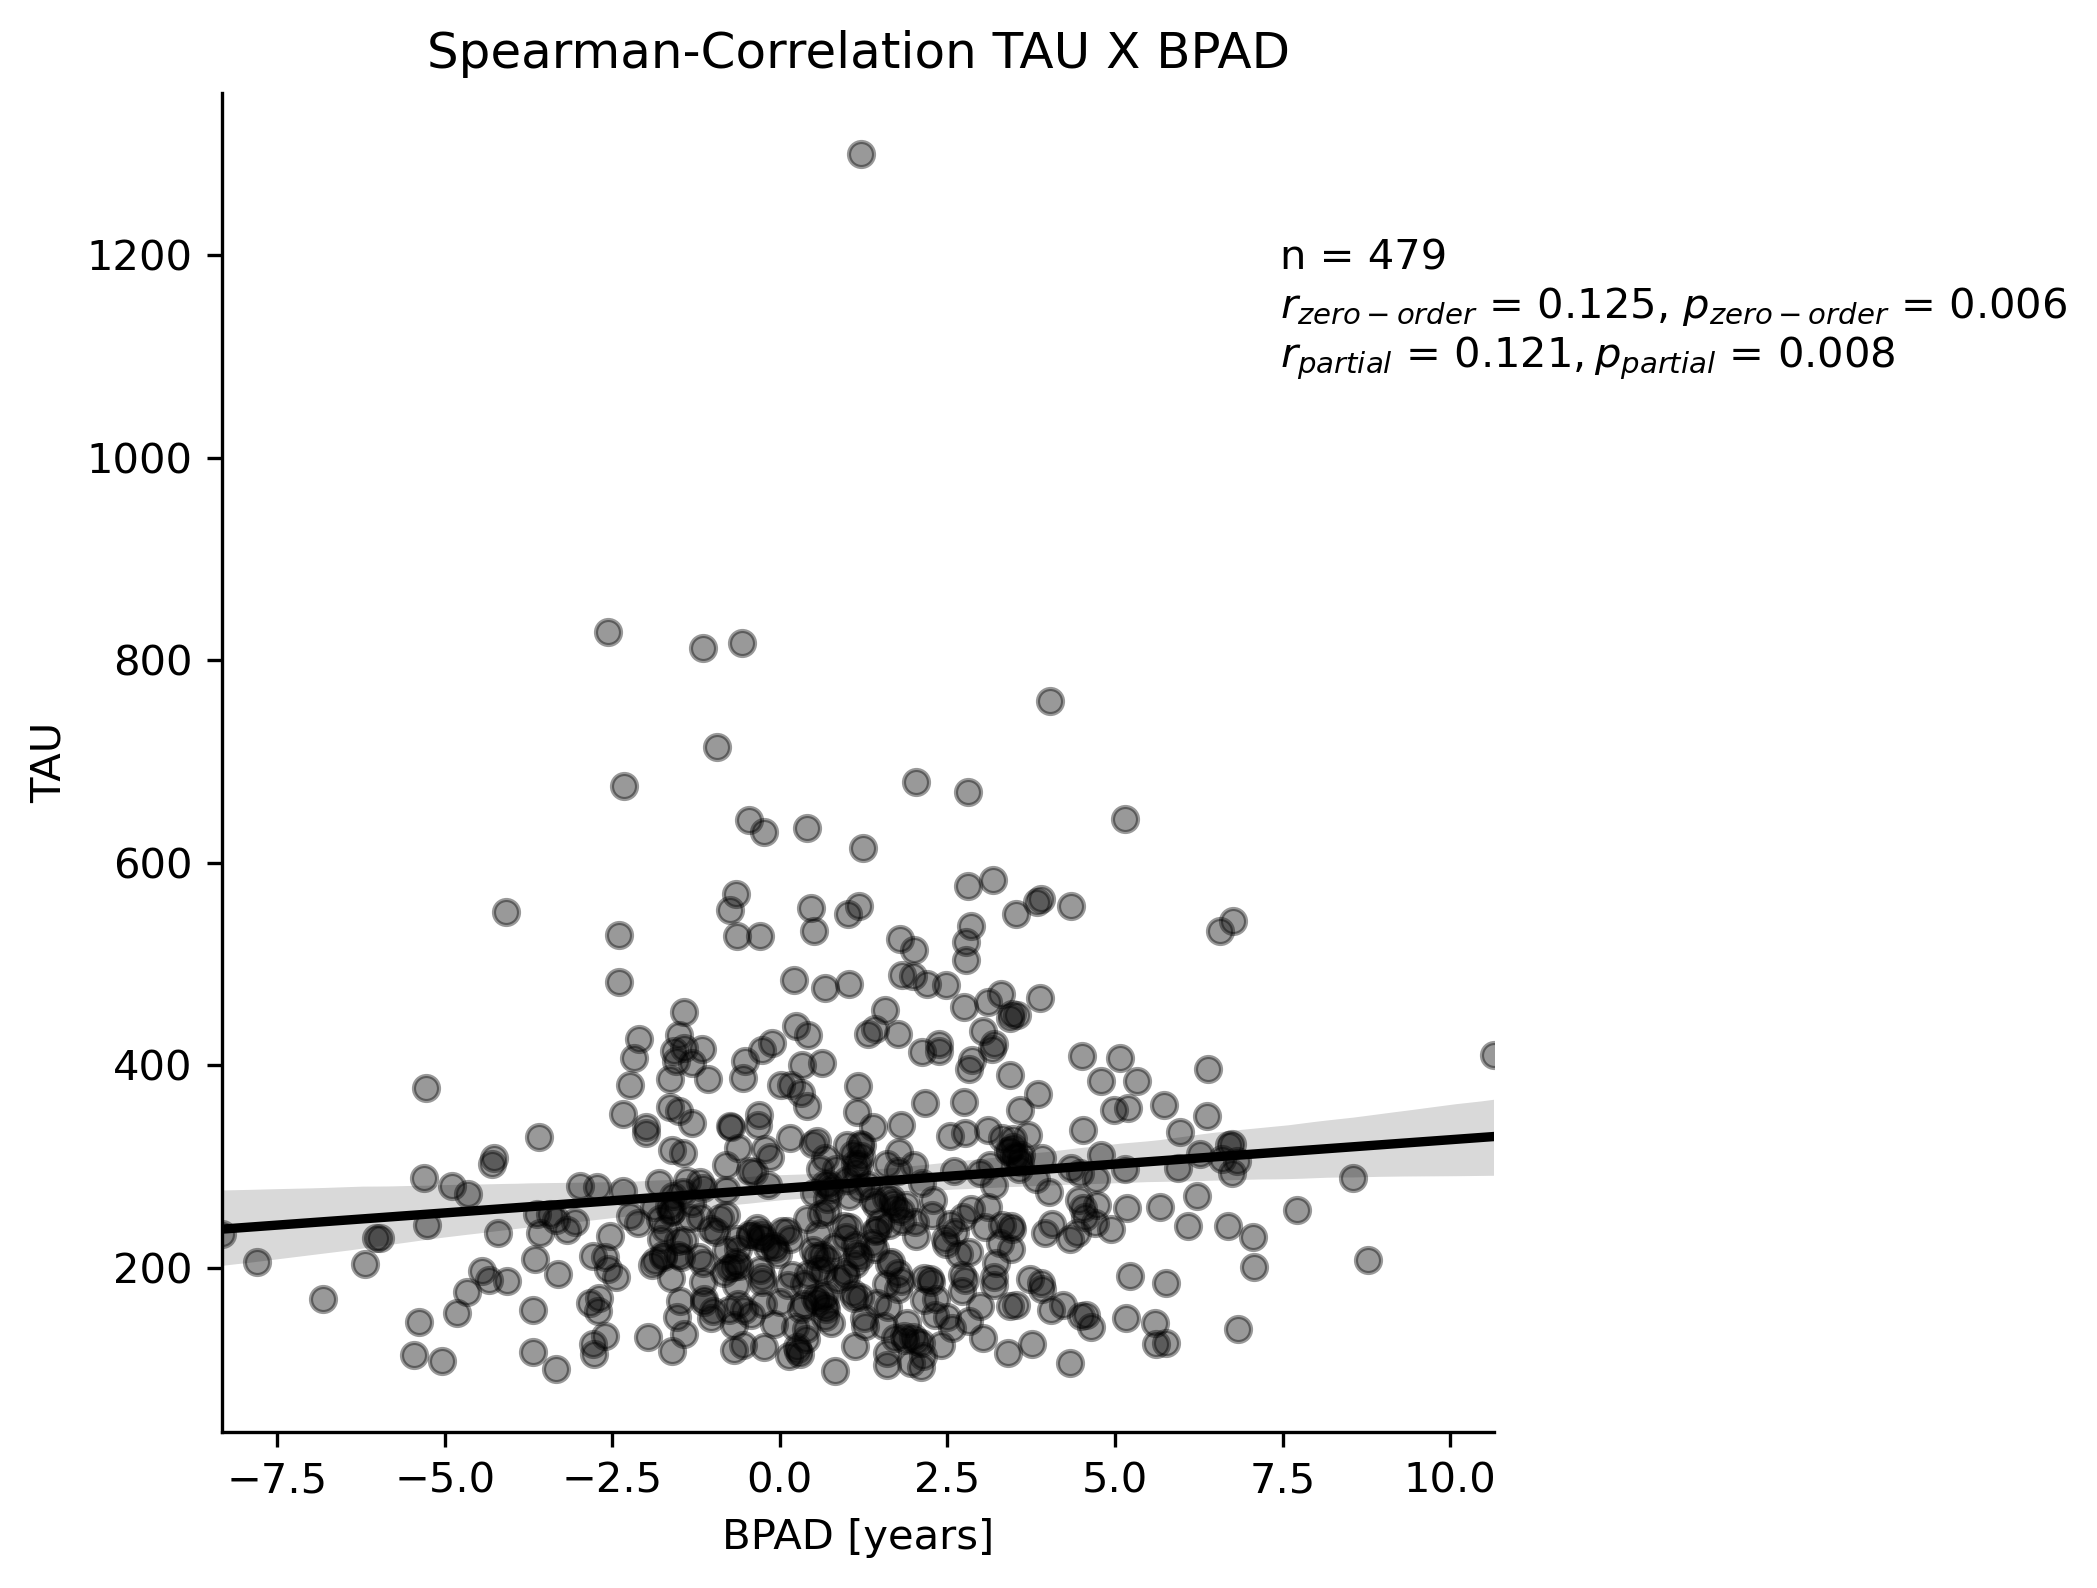 Spearman-Correlation TAU X BPAD
n = 479
r_zero−order = 0.125, p_zero−order = 0.006
r_partial = 0.121, p_partial = 0.008
1200
1000
800
600
400
200
TAU
−7.5 −5.0 −2.5 0.0 2.5 5.0 7.5 10.0
BPAD [years]